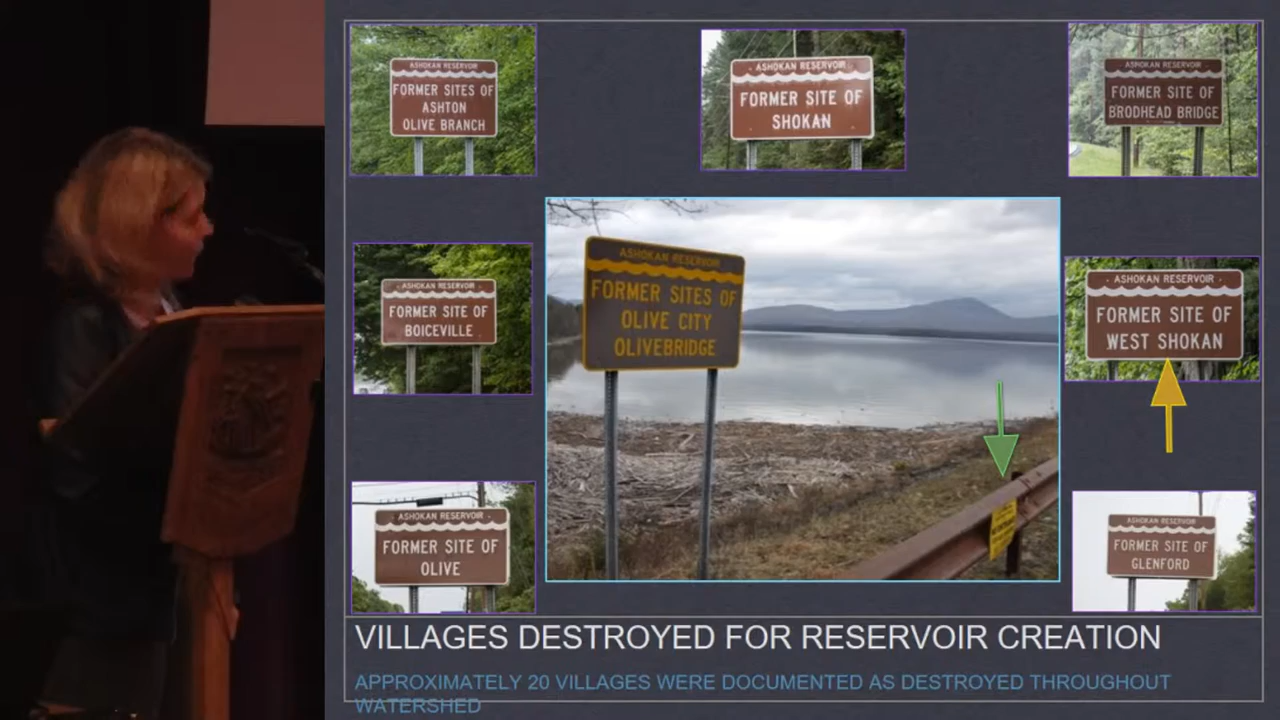 ASHOKAN RESERVOIR
FORMER SITES OF
ASHTON
OLIVE BRANCH
ASHOKAN RESERVOIR
FORMER SITE OF
SHOKAN
ASHOKAN RESERVOIR
FORMER SITE OF
BRODHEAD BRIDGE
ASHOKAN RESERVOIR
FORMER SITE OF
BOICEVILLE
ASHOKAN RESERVOIR
FORMER SITES OF
OLIVE CITY
OLIVEBRIDGE
ASHOKAN RESERVOIR
FORMER SITE OF
WEST SHOKAN
ASHOKAN RESERVOIR
FORMER SITE OF
OLIVE
ASHOKAN RESERVOIR
FORMER SITE OF
GLENFORD
VILLAGES DESTROYED FOR RESERVOIR CREATION
APPROXIMATELY 20 VILLAGES WERE DOCUMENTED AS DESTROYED THROUGHOUT
WATERSHED